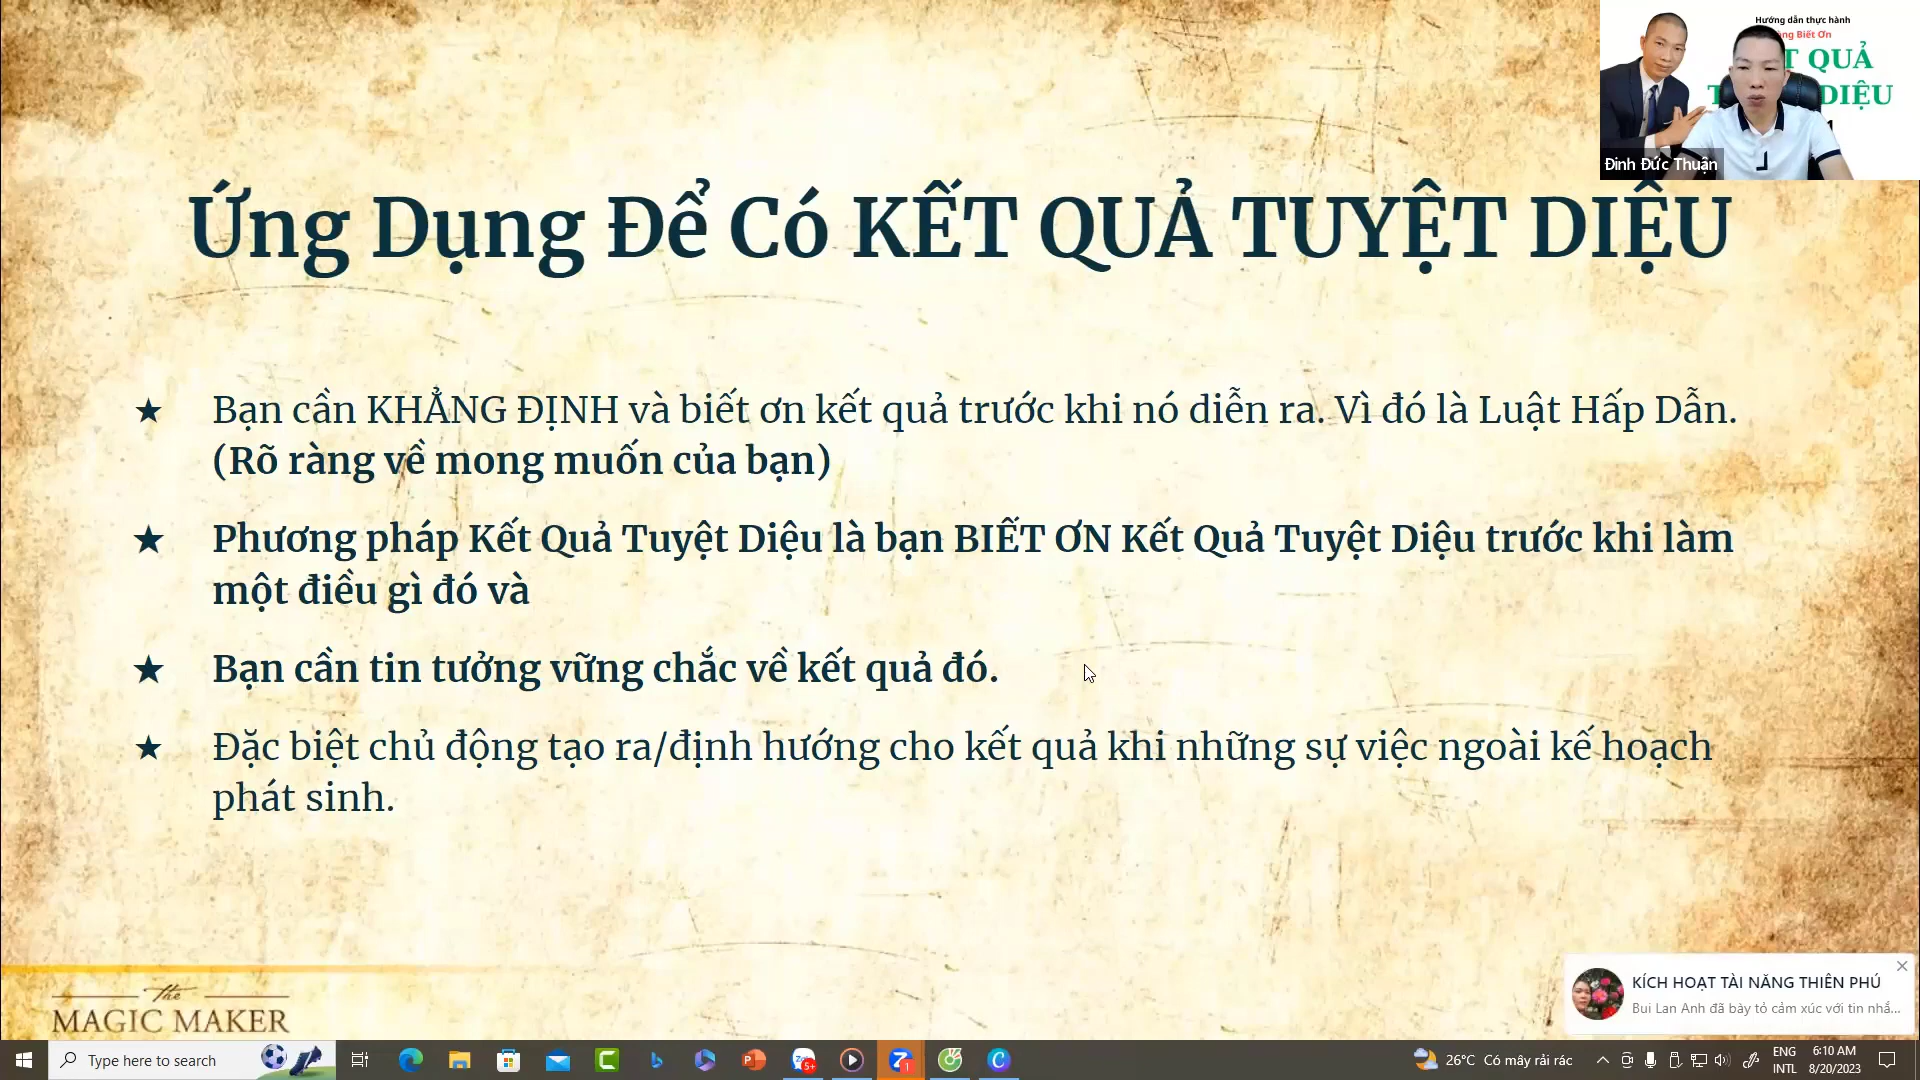 Hướng dẫn thực hành
Biết Ơn
QUẢ
DIỆU
Đinh Đức Thuận
Ứng Dụng Để Có KẾT QUẢ TUYỆT DIỆU
★ Bạn cần KHẲNG ĐỊNH và biết ơn kết quả trước khi nó diễn ra. Vì đó là Luật Hấp Dẫn.
(Rõ ràng về mong muốn của bạn)
★ Phương pháp Kết Quả Tuyệt Diệu là bạn BIẾT ƠN Kết Quả Tuyệt Diệu trước khi làm
một điều gì đó và
★ Bạn cần tin tưởng vững chắc về kết quả đó.
★ Đặc biệt chủ động tạo ra/định hướng cho kết quả khi những sự việc ngoài kế hoạch
phát sinh.
The
MAGIC MAKER
KÍCH HOẠT TÀI NĂNG THIÊN PHÚ
Bui Lan Anh đã bày tỏ cảm xúc với tin nhắ...
Type here to search
26°C Có mây rải rác
ENG
INTL
6:10 AM
8/20/2023